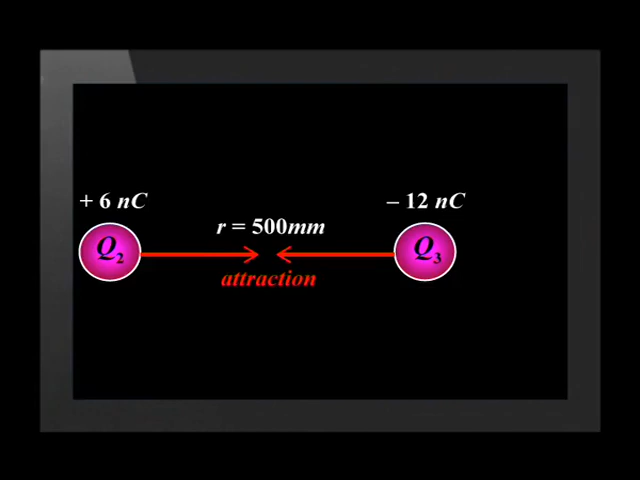 + 6 nC
– 12 nC
r = 500mm
Q2
Q3
attraction